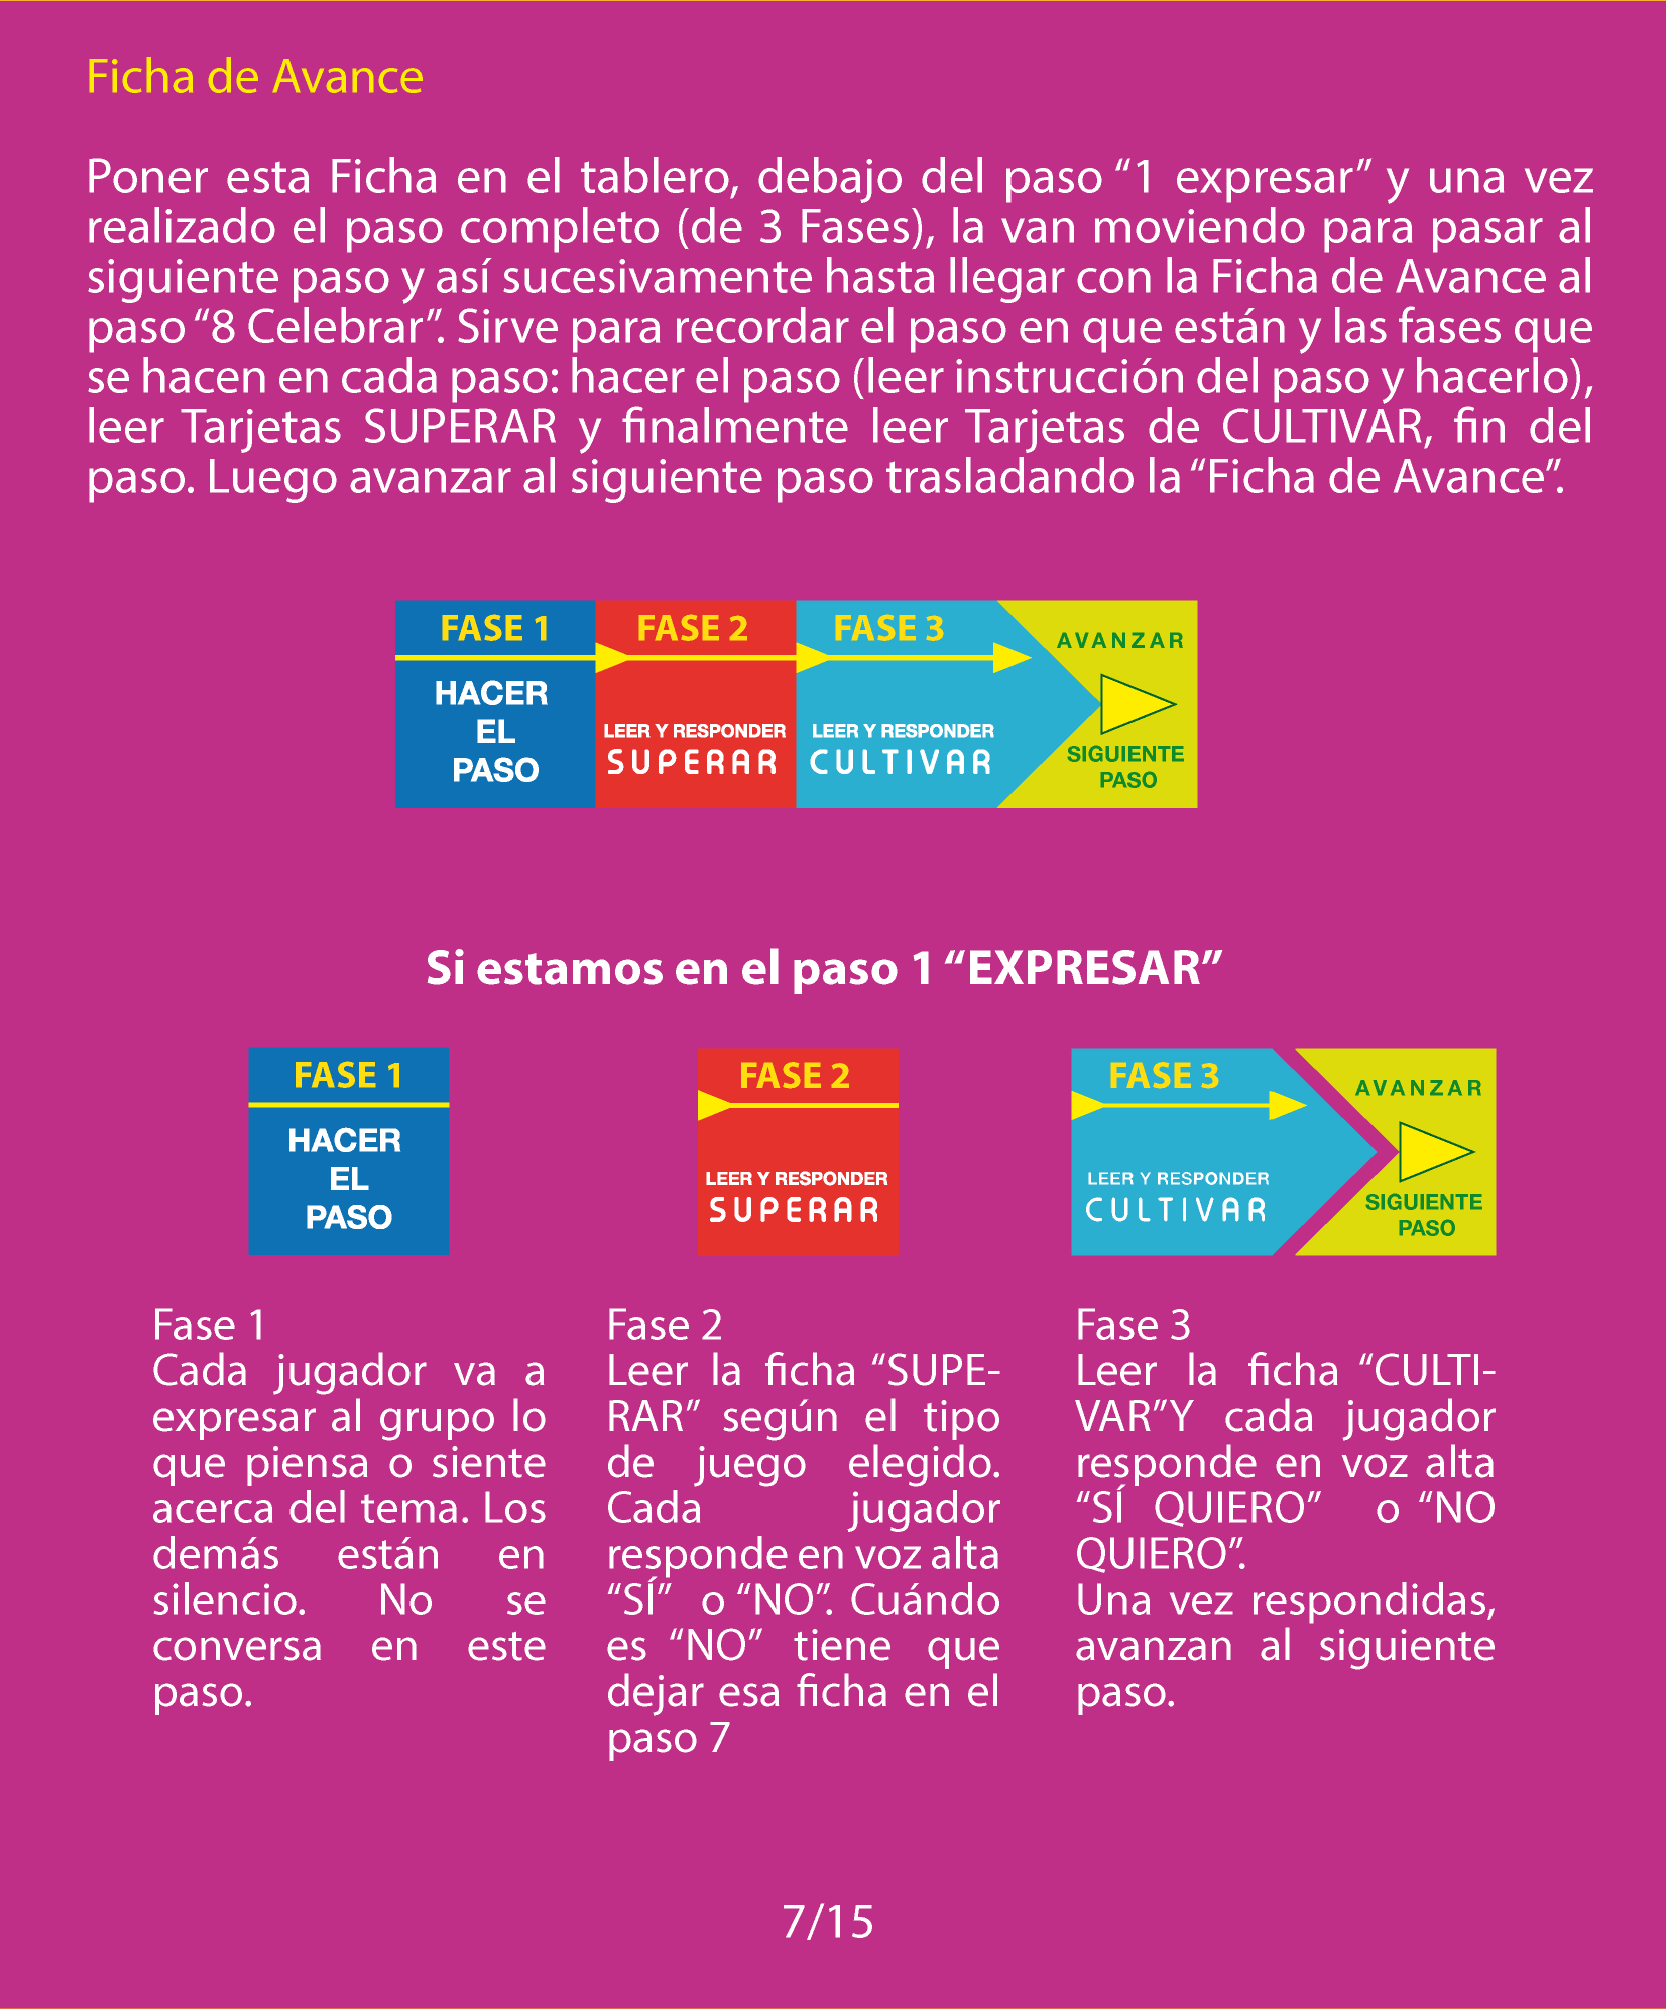 Ficha de Avance
Poner esta Ficha en el tablero, debajo del paso “1 expresar” y una vez
realizado el paso completo (de 3 Fases), la van moviendo para pasar al
siguiente paso y así sucesivamente hasta llegar con la Ficha de Avance al
paso “8 Celebrar”. Sirve para recordar el paso en que están y las fases que
se hacen en cada paso: hacer el paso (leer instrucción del paso y hacerlo),
leer Tarjetas SUPERAR y finalmente leer Tarjetas de CULTIVAR, fin del
paso. Luego avanzar al siguiente paso trasladando la “Ficha de Avance”.
FASE 1
HACER
EL
PASO
FASE 2
LEER Y RESPONDER
SUPERAR
FASE 3
LEER Y RESPONDER
CULTIVAR
AVANZAR
SIGUIENTE
PASO
Si estamos en el paso 1 “EXPRESAR”
FASE 1
HACER
EL
PASO
FASE 2
LEER Y RESPONDER
SUPERAR
FASE 3
LEER Y RESPONDER
CULTIVAR
AVANZAR
SIGUIENTE
PASO
Fase 1
Cada jugador va a
expresar al grupo lo
que piensa o siente
acerca del tema. Los
demás están en
silencio. No se
conversa en este
paso.
Fase 2
Leer la ficha “SUPE-
RAR” según el tipo
de juego elegido.
Cada jugador
responde en voz alta
“SÍ” o “NO”. Cuándo
es “NO” tiene que
dejar esa ficha en el
paso 7
Fase 3
Leer la ficha “CULTI-
VAR”Y cada jugador
responde en voz alta
“SÍ QUIERO” o “NO
QUIERO”.
Una vez respondidas,
avanzan al siguiente
paso.
7/15